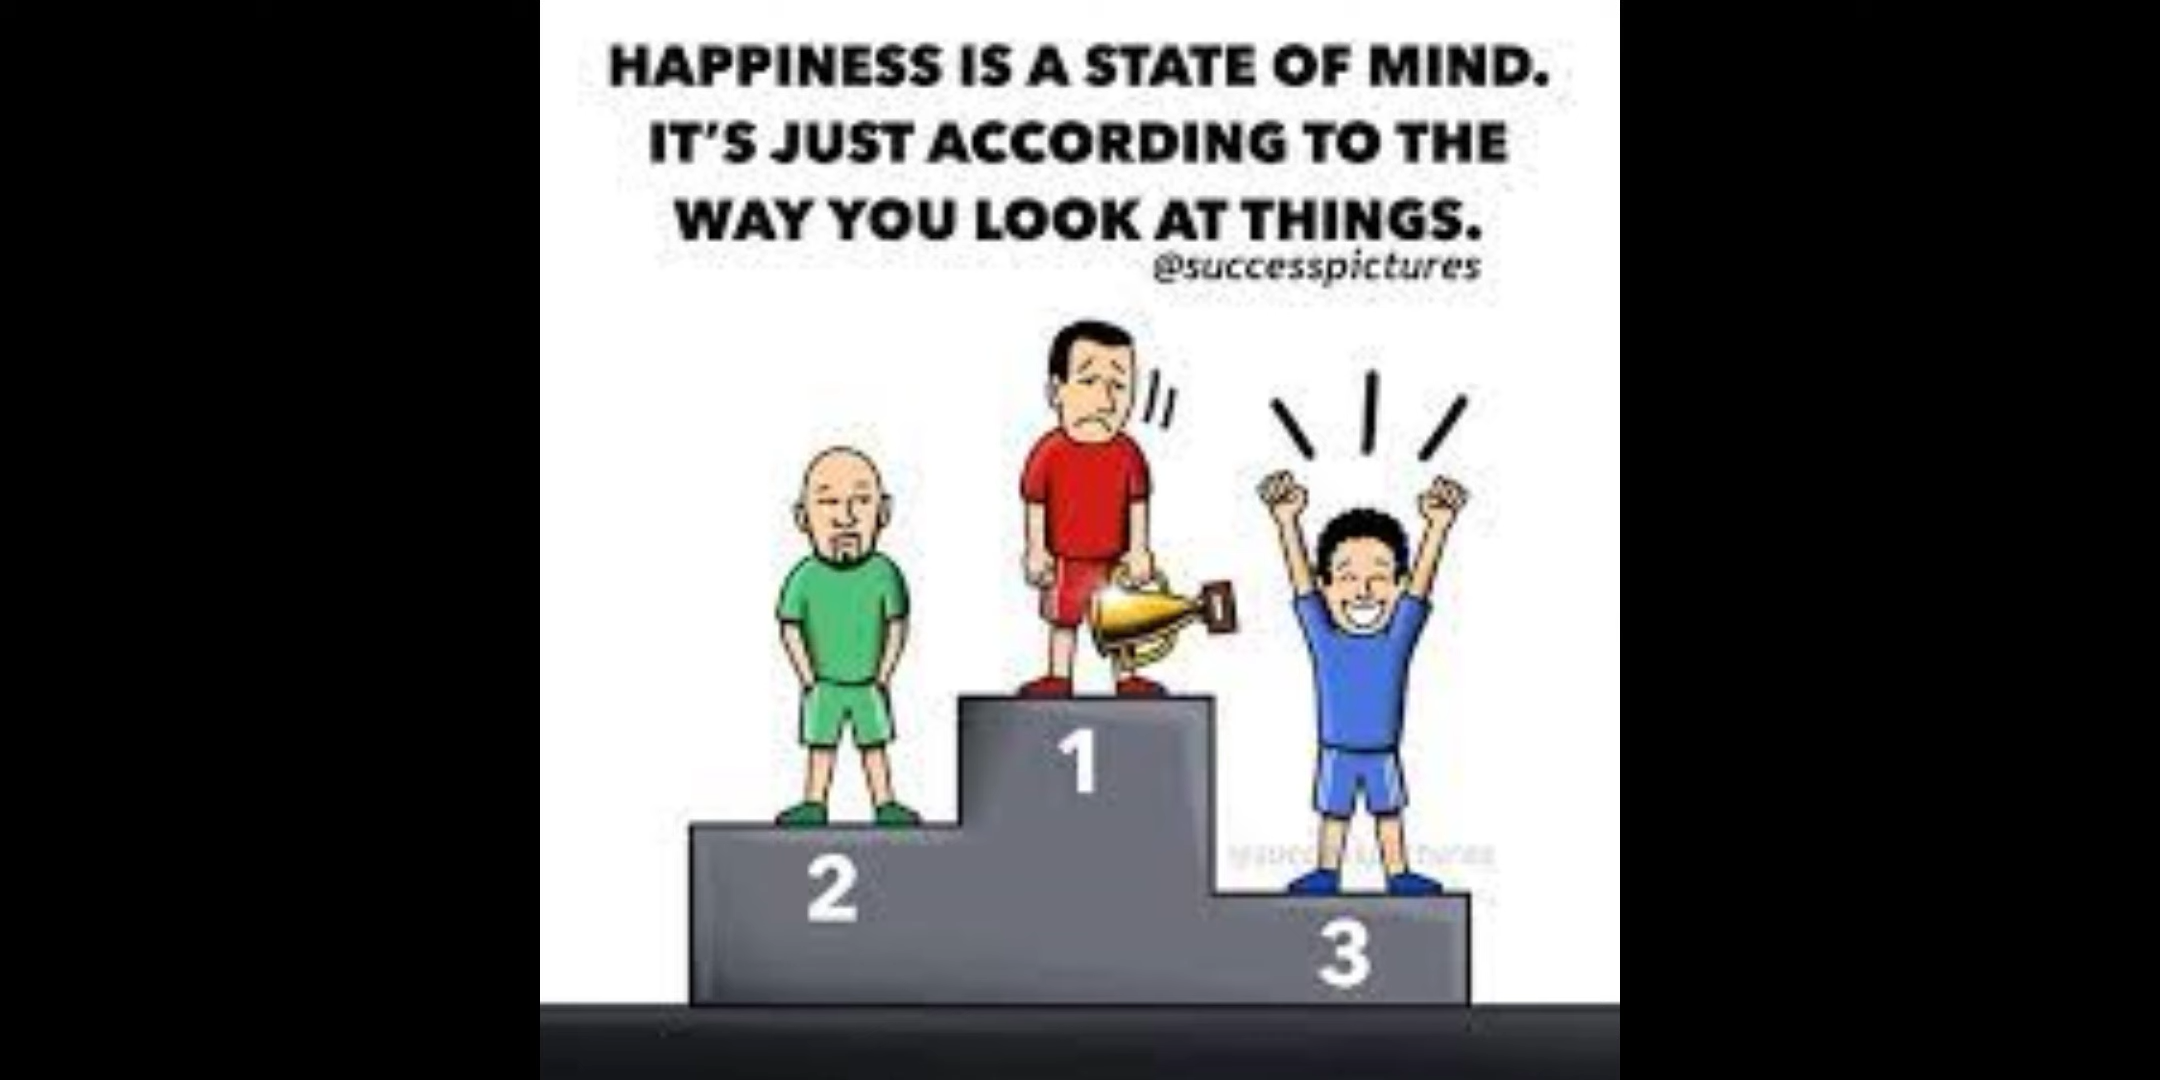 HAPPINESS IS A STATE OF MIND.
IT'S JUST ACCORDING TO THE
WAY YOU LOOK AT THINGS.
@successpictures
1
2
3